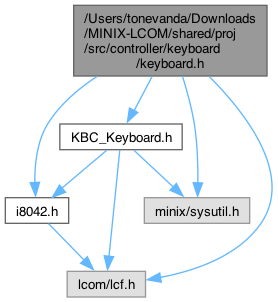 /Users/tonevanda/Downloads
/MINIX-LCOM/shared/proj
/src/controller/keyboard
/keyboard.h
KBC_Keyboard.h
i8042.h
minix/sysutil.h
lcom/lcf.h